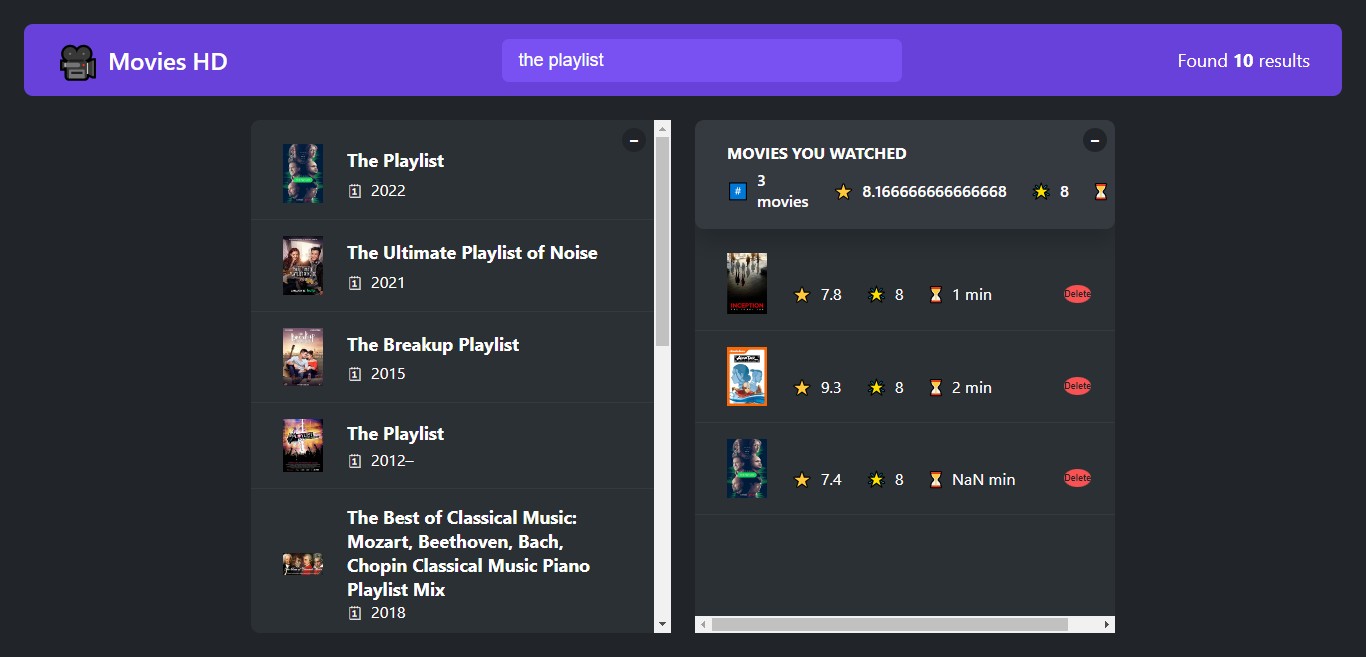 Movies HD
the playlist
Found 10 results
The Playlist
2022
The Ultimate Playlist of Noise
2021
The Breakup Playlist
2015
The Playlist
2012–
The Best of Classical Music:
Mozart, Beethoven, Bach,
Chopin Classical Music Piano
Playlist Mix
2018
MOVIES YOU WATCHED
# 3 movies 8.166666666666668 8
INCEPTION
7.8 8 1 min Delete
9.3 8 2 min Delete
7.4 8 NaN min Delete